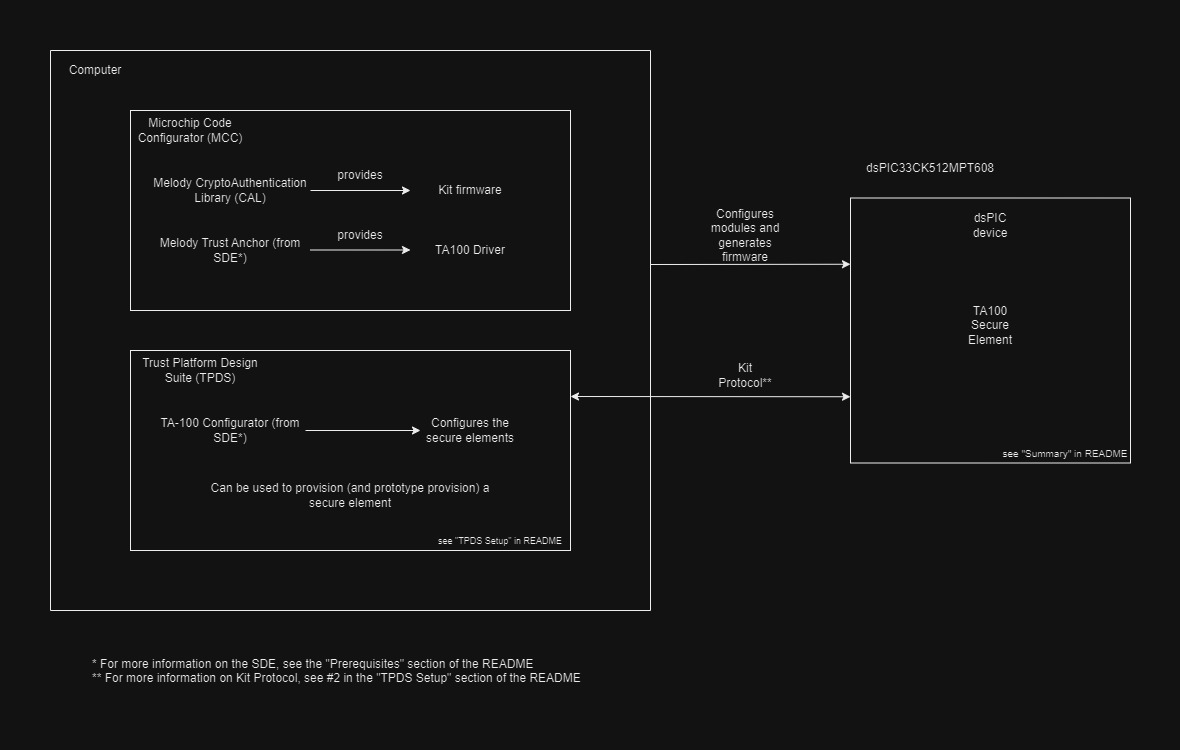 Computer
Microchip Code
Configurator (MCC)
Melody CryptoAuthentication
Library (CAL)
provides
Kit firmware
Melody Trust Anchor (from
SDE*)
provides
TA100 Driver
Trust Platform Design
Suite (TPDS)
TA-100 Configurator (from
SDE*)
Configures the
secure elements
Can be used to provision (and prototype provision) a
secure element
see "TPDS Setup" in README
Configures
modules and
generates
firmware
Kit
Protocol**
dsPIC33CK512MPT608
dsPIC
device
TA100
Secure
Element
see "Summary" in README
* For more information on the SDE, see the "Prerequisites" section of the README
** For more information on Kit Protocol, see #2 in the "TPDS Setup" section of the README